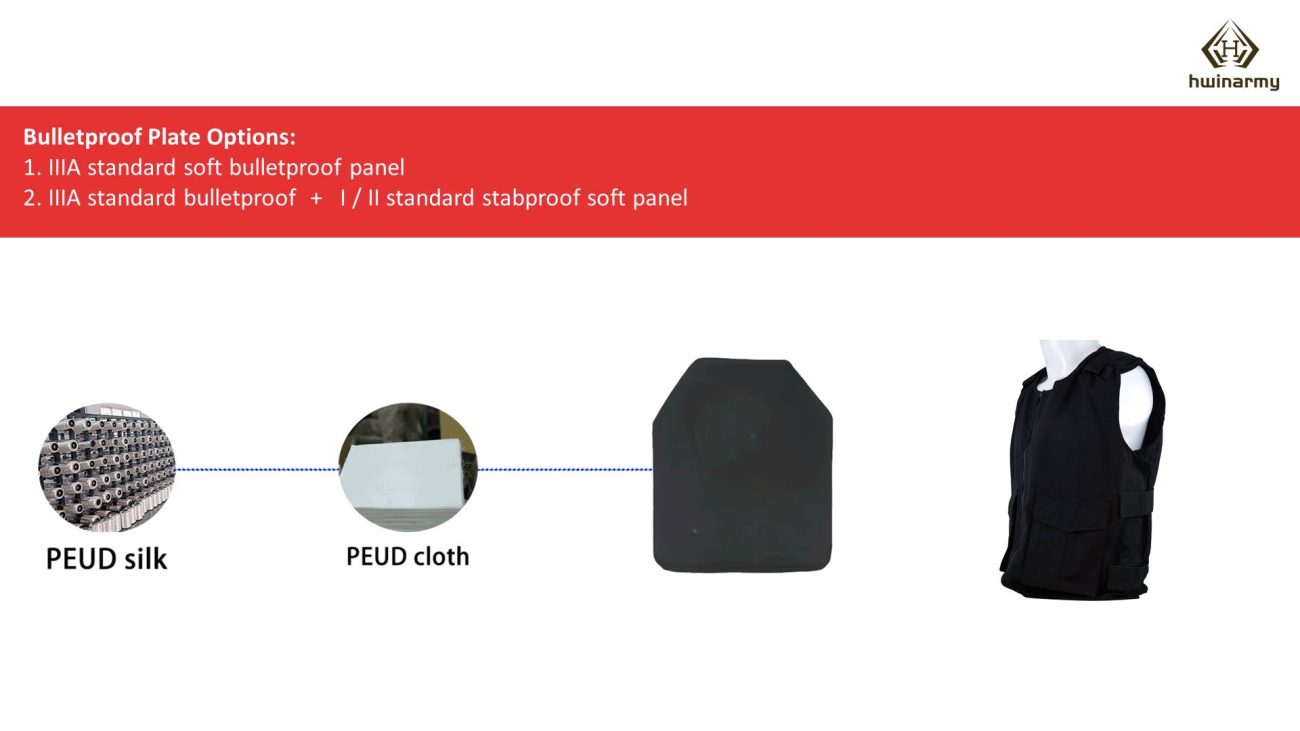 hwinarmy
Bulletproof Plate Options:
1. IIIA standard soft bulletproof panel
2. IIIA standard bulletproof + I / II standard stabproof soft panel
PEUD silk
PEUD cloth